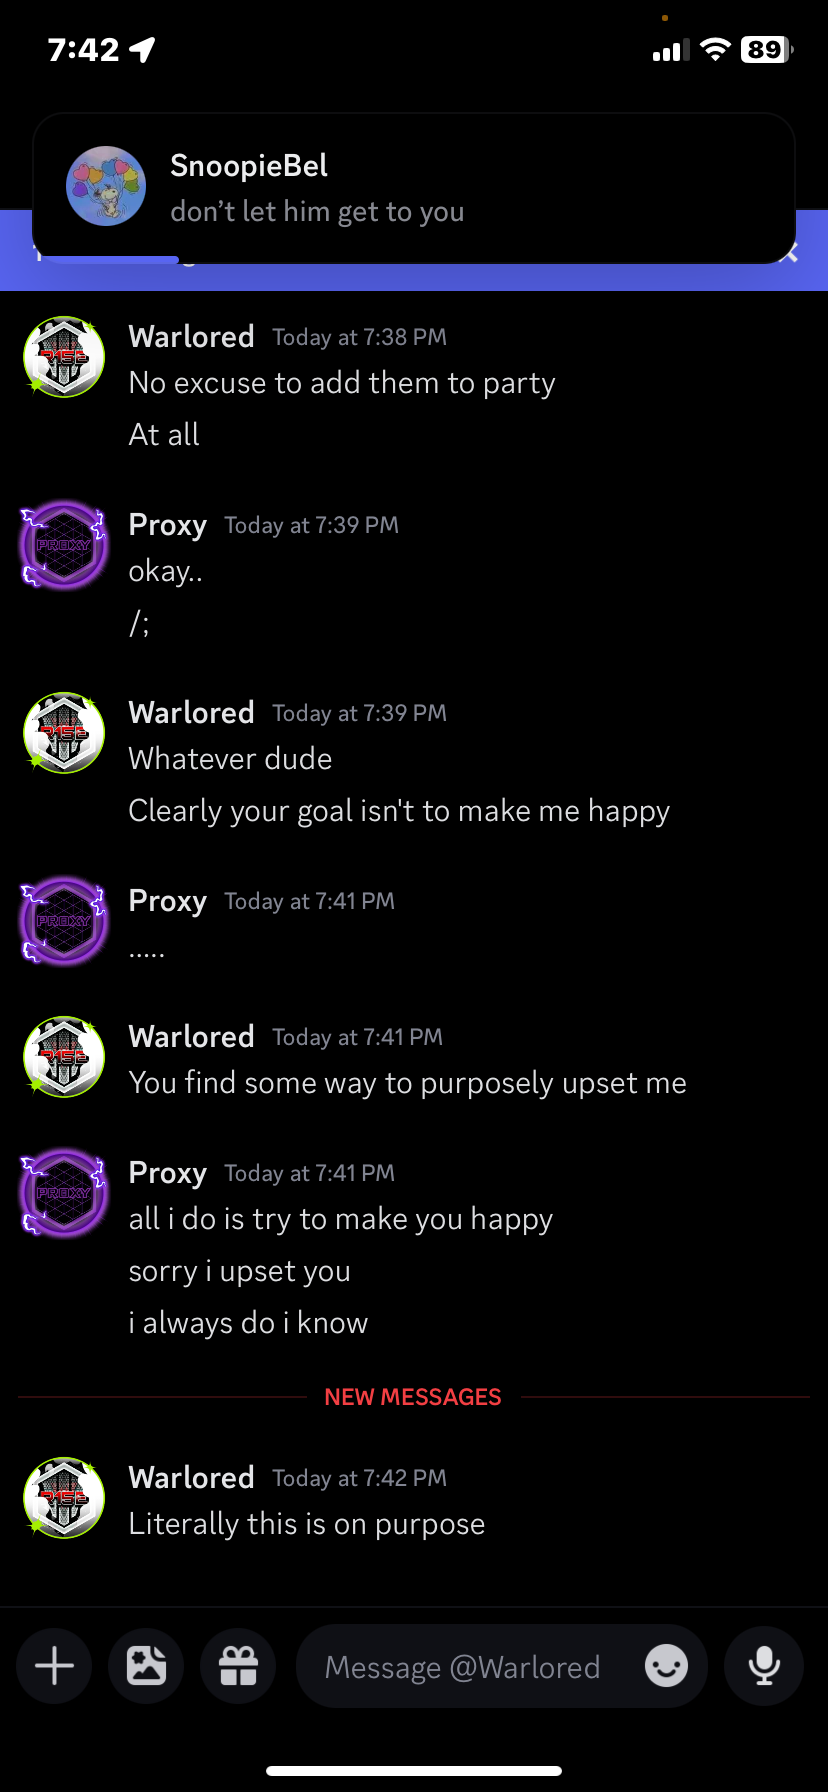 7:42
89
SnoopieBel
don't let him get to you
Warlored Today at 7:38 PM
No excuse to add them to party
At all
PROXY
Proxy Today at 7:39 PM
okay..
/;
Warlored Today at 7:39 PM
Whatever dude
Clearly your goal isn't to make me happy
PROXY
Proxy Today at 7:41 PM
.....
Warlored Today at 7:41 PM
You find some way to purposely upset me
PROXY
Proxy Today at 7:41 PM
all i do is try to make you happy
sorry i upset you
i always do i know
NEW MESSAGES
Warlored Today at 7:42 PM
Literally this is on purpose
Message @Warlored